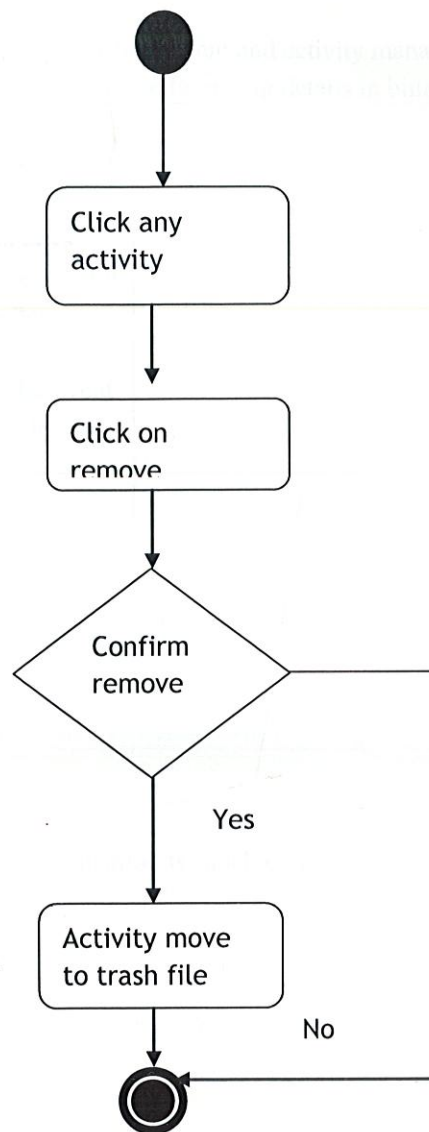 Click any
activity
Click on
remove
Confirm
remove
Yes
Activity move
to trash file
No